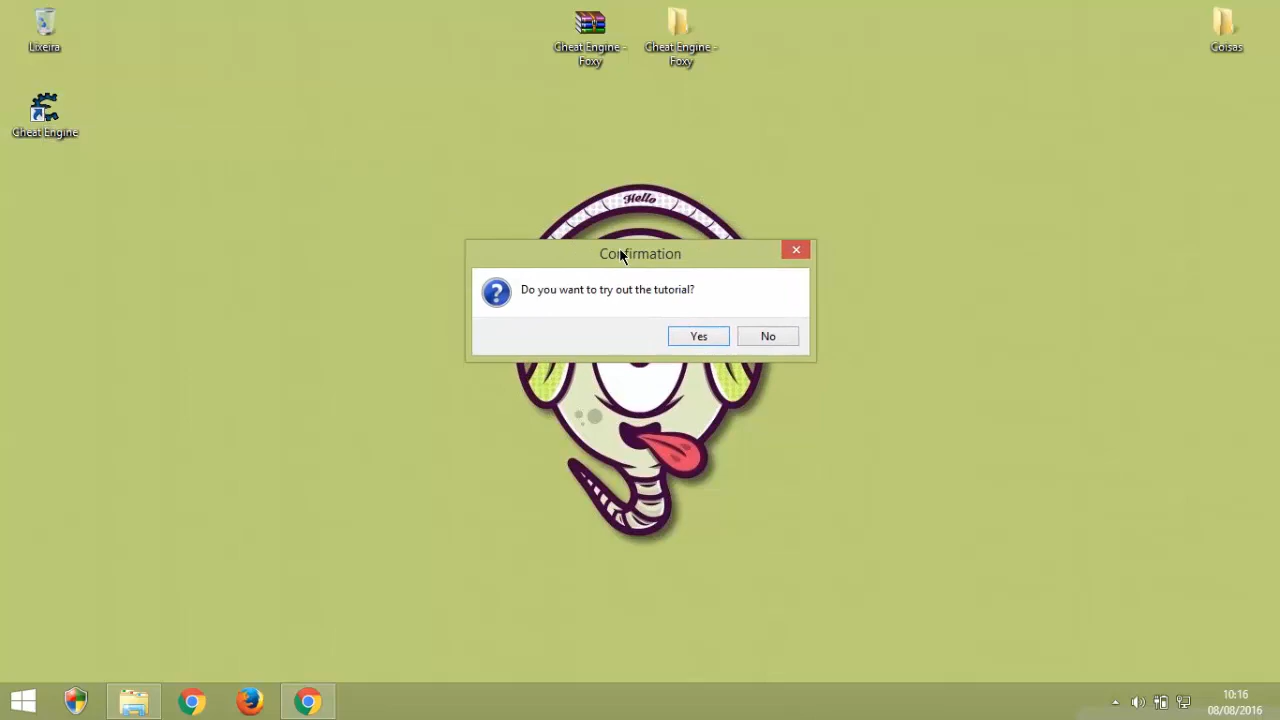 Lixeira
Cheat Engine -
Foxy
Cheat Engine -
Foxy
Coisas
Cheat Engine
Hello
Confirmation
Do you want to try out the tutorial?
Yes
No
10:16
08/08/2016